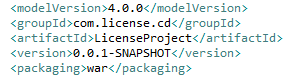 <modelVersion>4.0.0</modelVersion>
<groupId>com.license.cd</groupId>
<artifactId>LicenseProject</artifactId>
<version>0.0.1-SNAPSHOT</version>
<packaging>war</packaging>